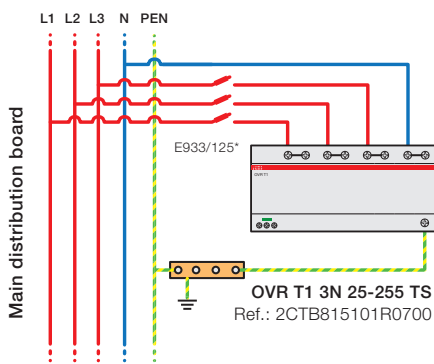 L1 L2 L3 N PEN
Main distribution board
E933/125*
OVR T1
OVR T1 3N 25-255 TS
Ref.: 2CTB815101R0700